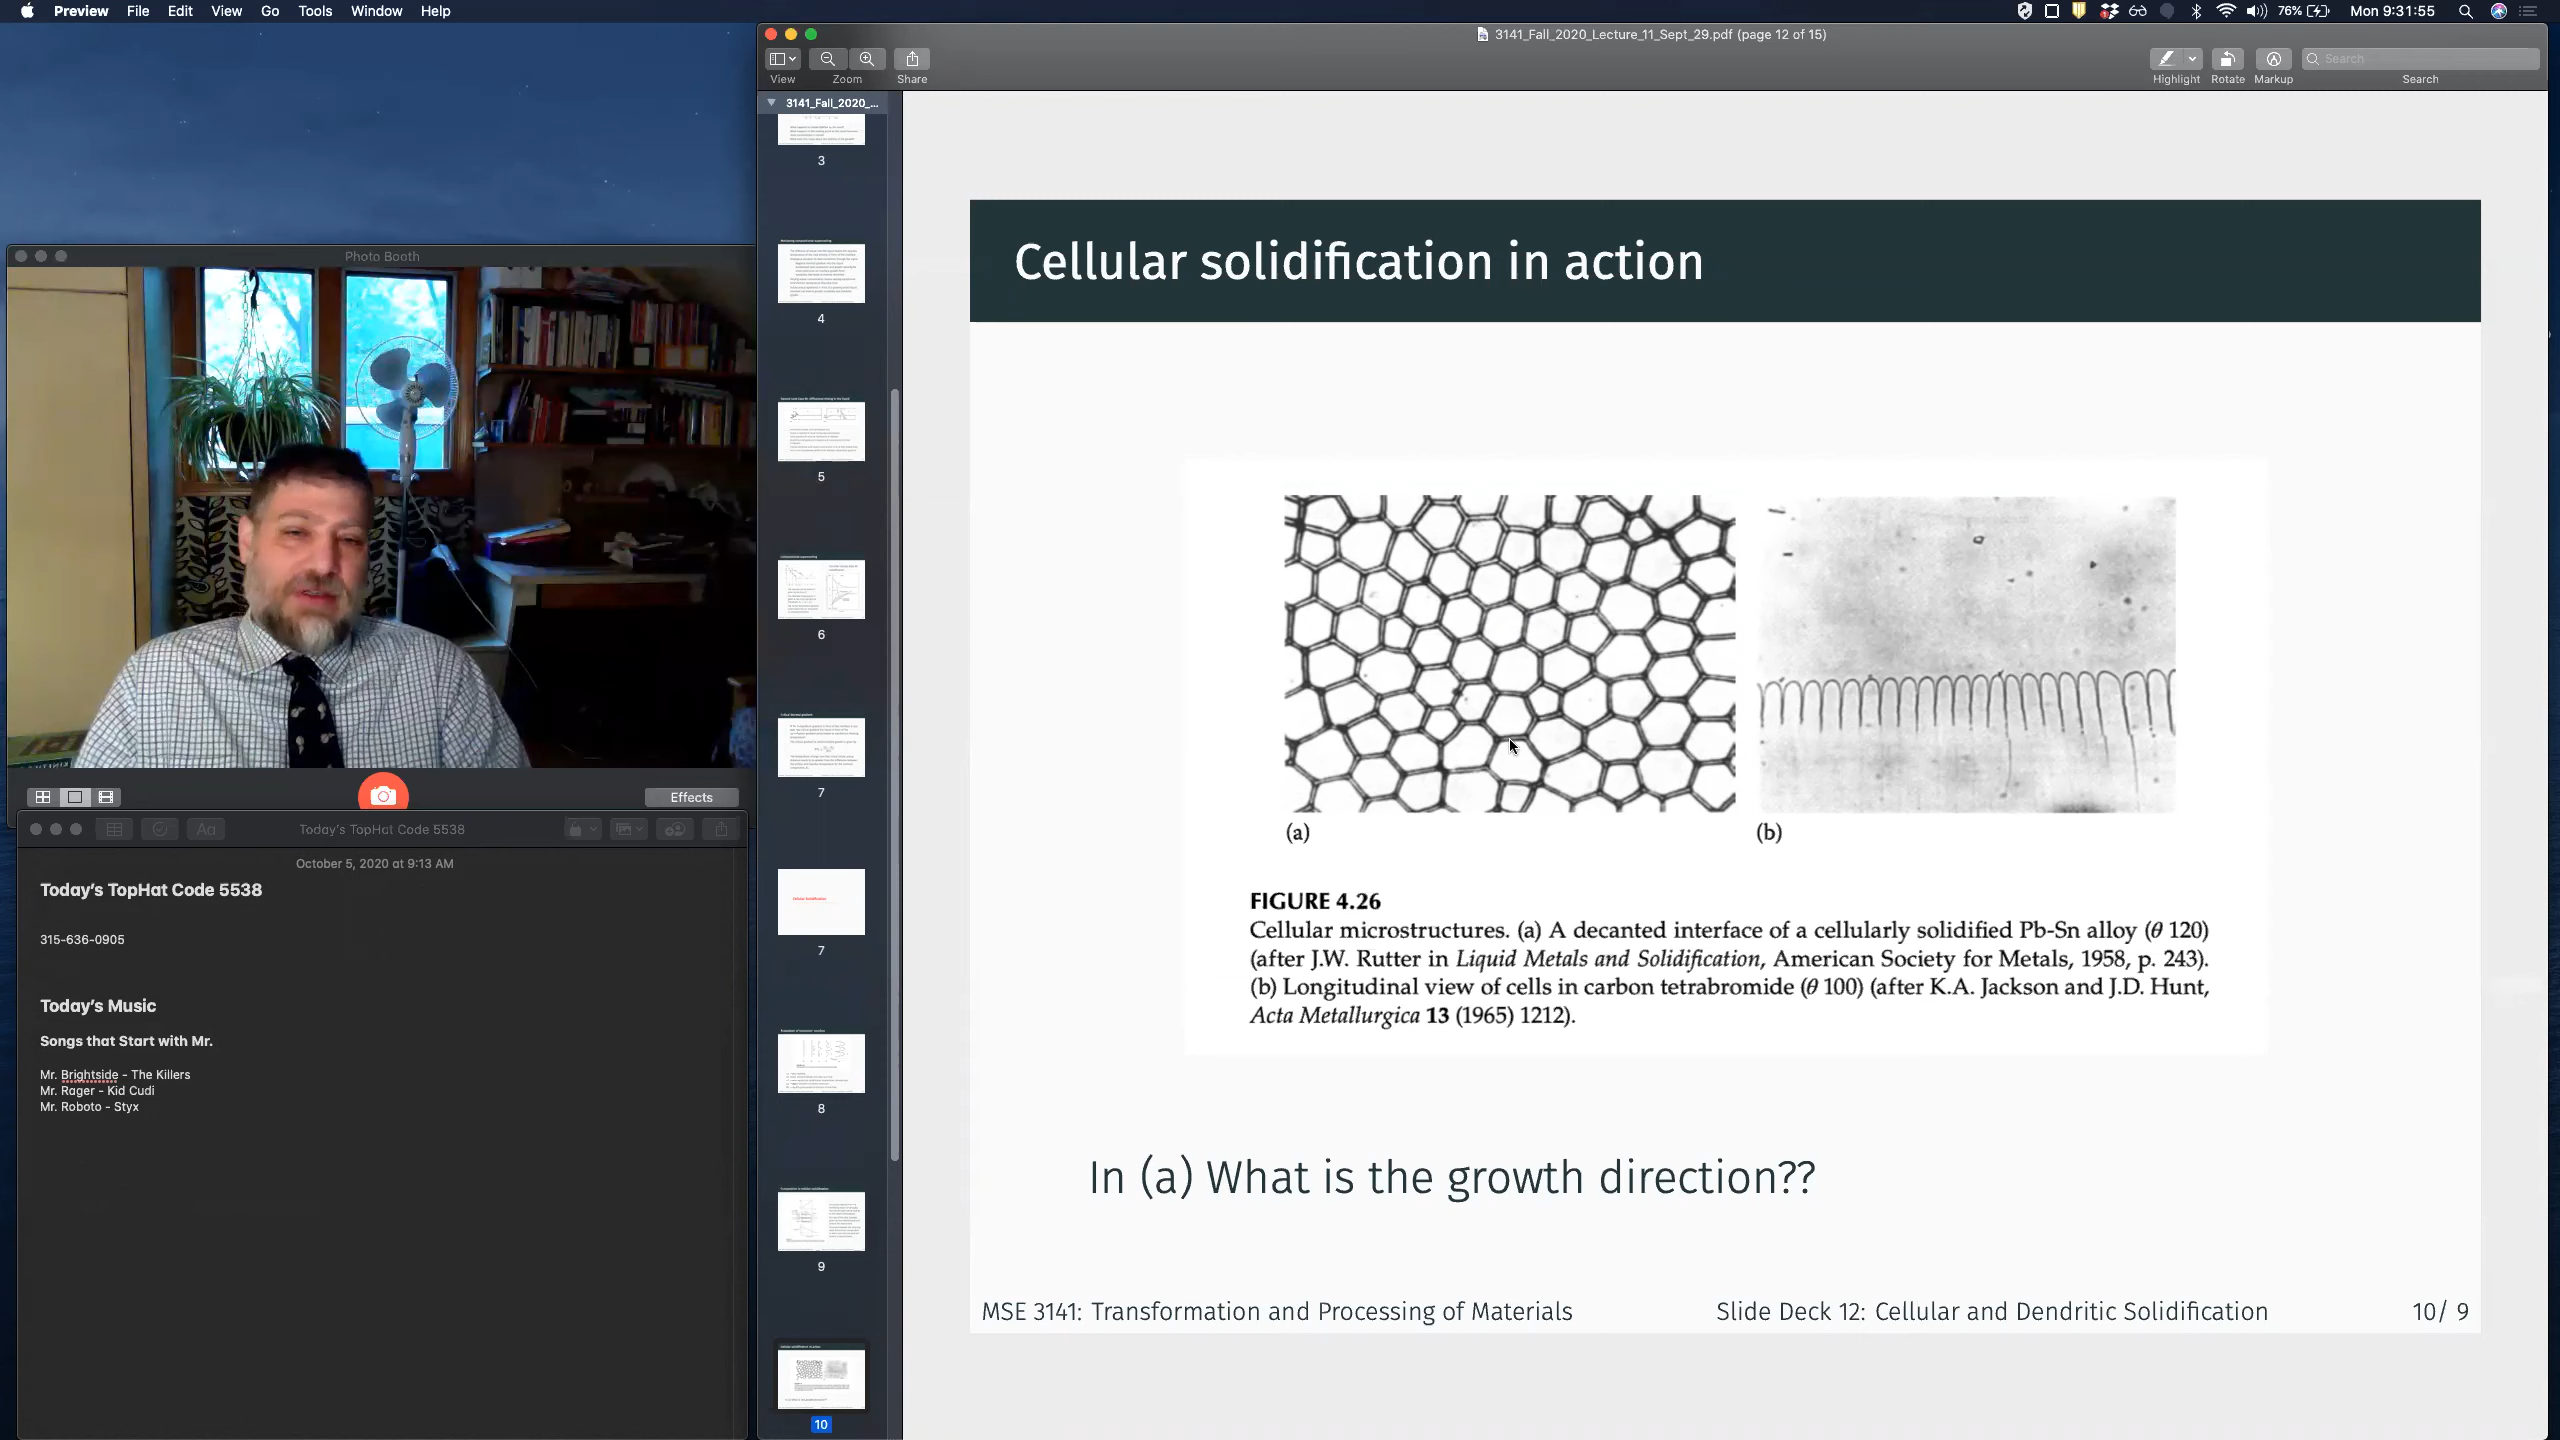 Preview File Edit View Go Tools Window Help
76% Mon 9:31:55
3141_Fall_2020_Lecture_11_Sept_29.pdf (page 12 of 15)
View Zoom Share
Highlight Rotate Markup Search
Search
Photo Booth
Effects
Today's TopHat Code 5538
Aa
October 5, 2020 at 9:13 AM
Today's TopHat Code 5538
315-636-0905
Today's Music
Songs that Start with Mr.
Mr. Brightside - The Killers
Mr. Rager - Kid Cudi
Mr. Roboto - Styx
3141_Fall_2020_...
3
4
5
6
7
7
8
9
10
Cellular solidification in action
(a)
(b)
FIGURE 4.26
Cellular microstructures. (a) A decanted interface of a cellularly solidified Pb-Sn alloy (θ 120)
(after J.W. Rutter in Liquid Metals and Solidification, American Society for Metals, 1958, p. 243).
(b) Longitudinal view of cells in carbon tetrabromide (θ 100) (after K.A. Jackson and J.D. Hunt,
Acta Metallurgica 13 (1965) 1212).
In (a) What is the growth direction??
MSE 3141: Transformation and Processing of Materials
Slide Deck 12: Cellular and Dendritic Solidification
10/ 9